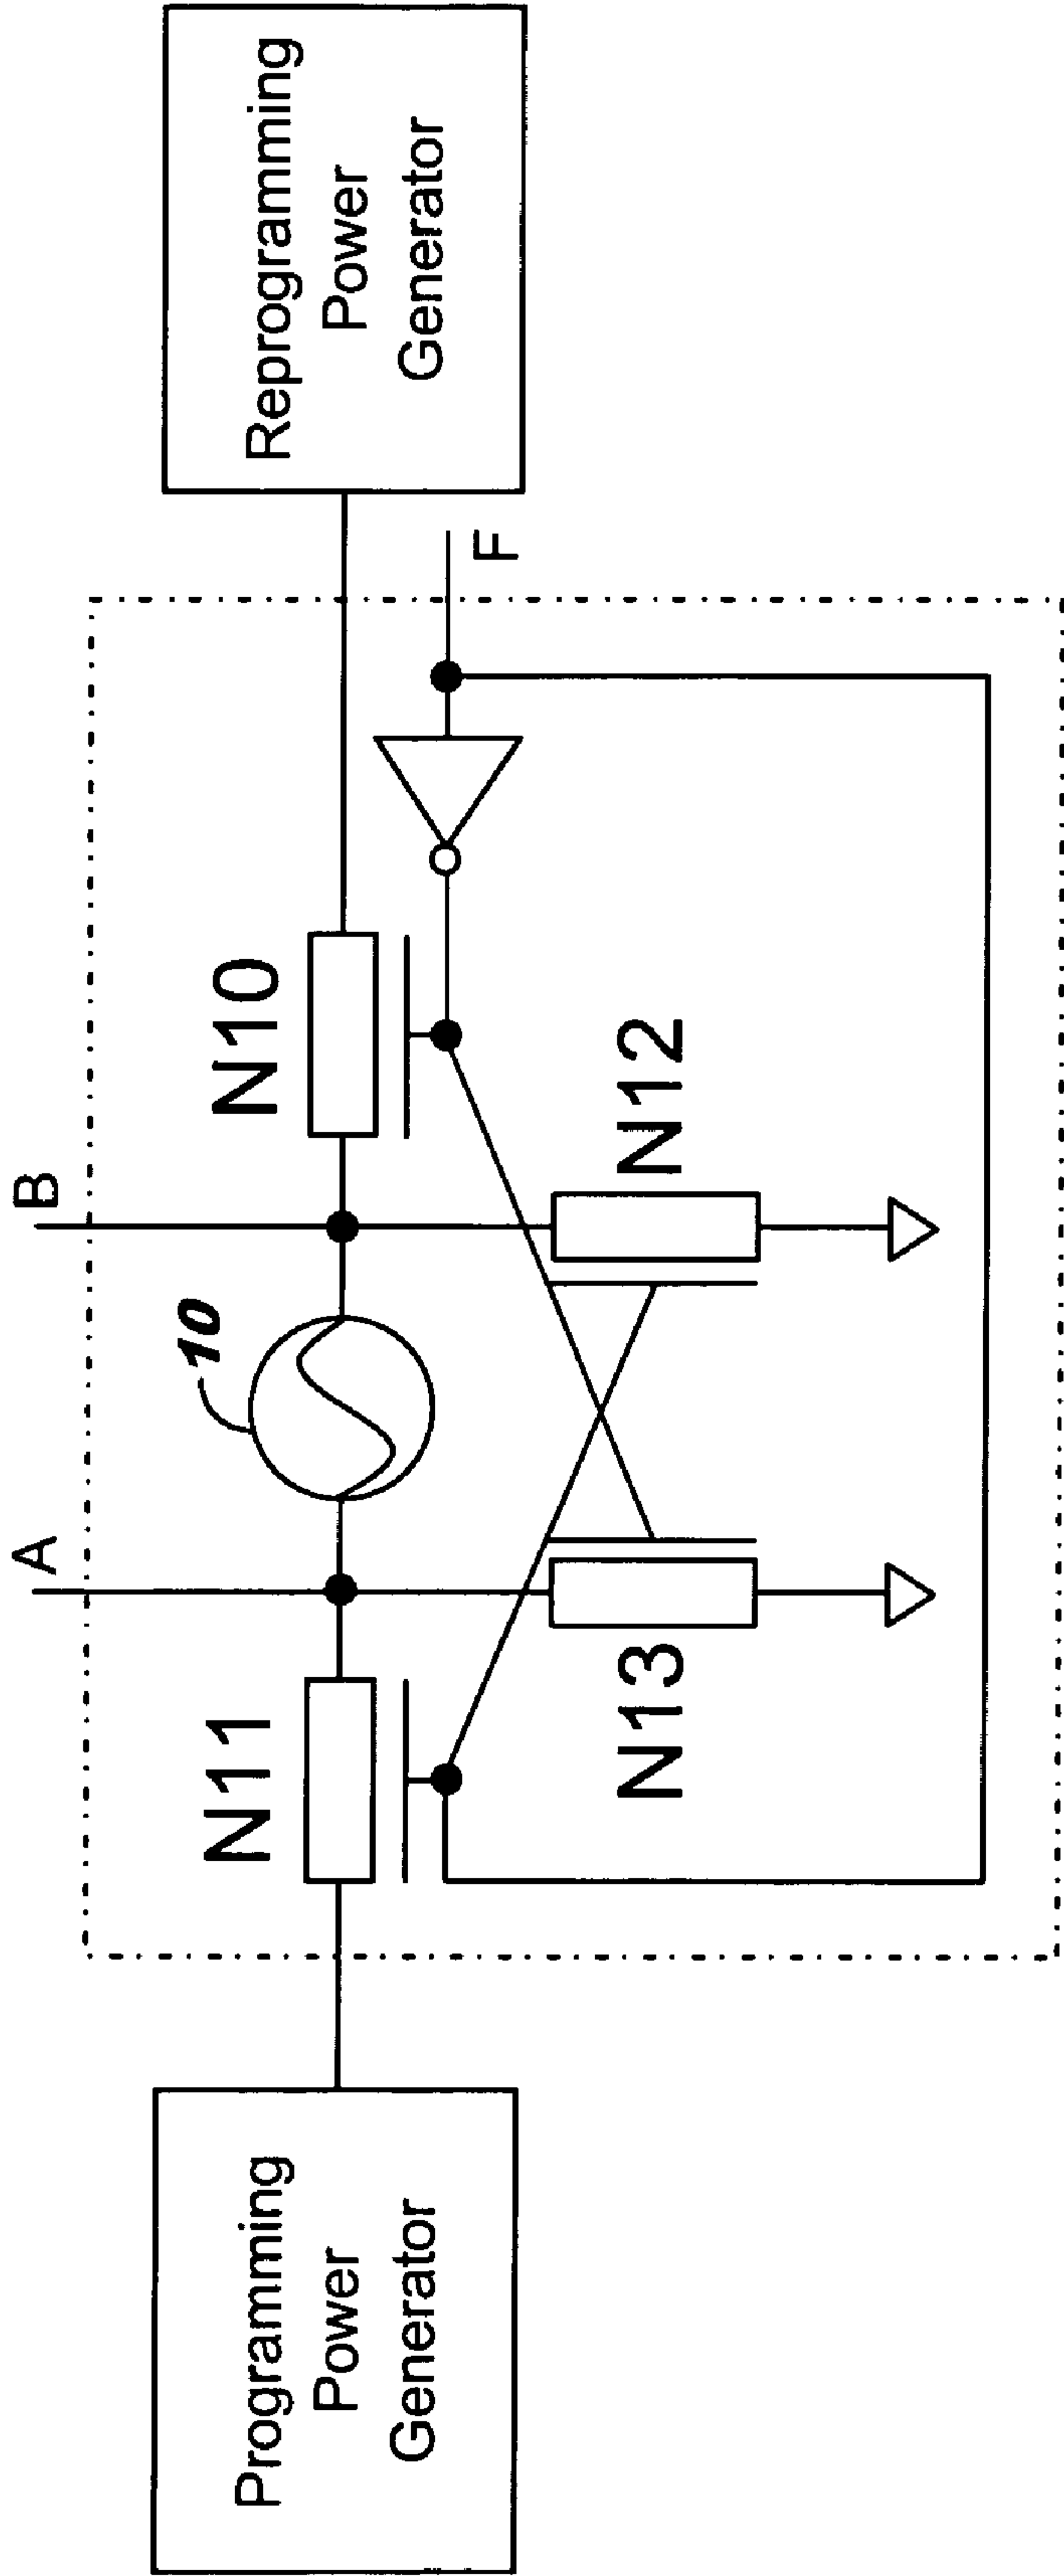 Programming
Power
Generator
N11
A
10
B
N10
N13
N12
F
Reprogramming
Power
Generator